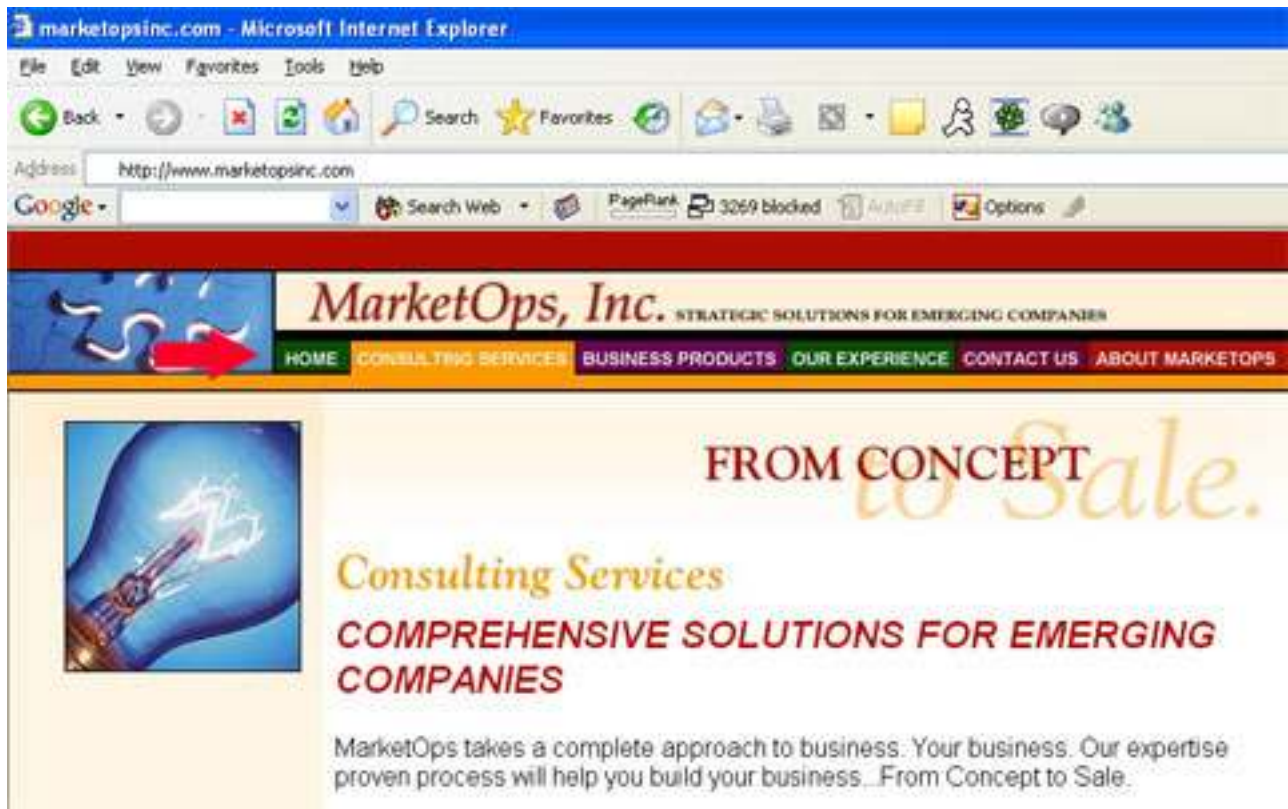 marketopsinc.com - Microsoft Internet Explorer
File Edit View Favorites Tools Help
Back Search Favorites
Address http://www.marketopsinc.com
Google Search Web PageRank 3269 blocked AutoFill Options
MarketOps, Inc. STRATEGIC SOLUTIONS FOR EMERGING COMPANIES
HOME CONSULTING SERVICES BUSINESS PRODUCTS OUR EXPERIENCE CONTACT US ABOUT MARKETOPS
FROM CONCEPT to Sale.
Consulting Services
COMPREHENSIVE SOLUTIONS FOR EMERGING
COMPANIES
MarketOps takes a complete approach to business. Your business. Our expertise
proven process will help you build your business...From Concept to Sale.